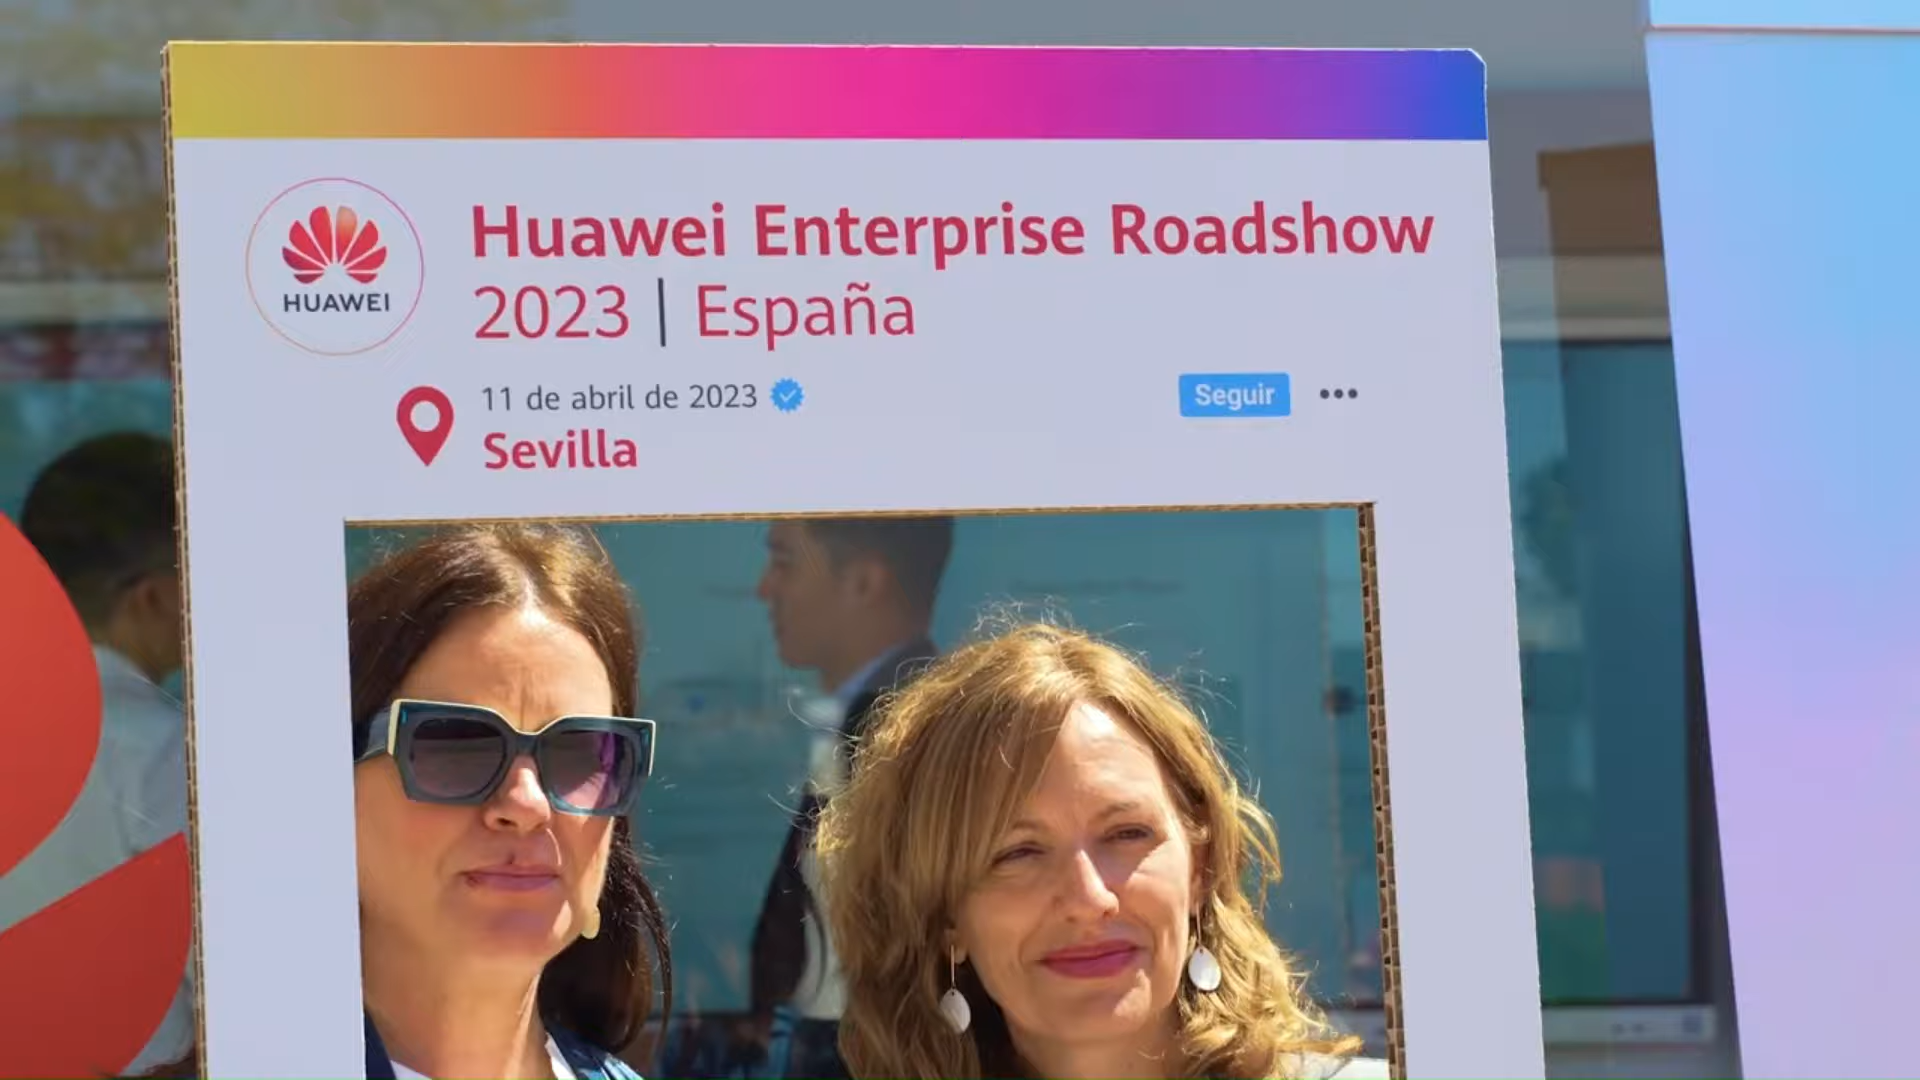 HUAWEI
Huawei Enterprise Roadshow
2023 | España
11 de abril de 2023
Sevilla
Seguir